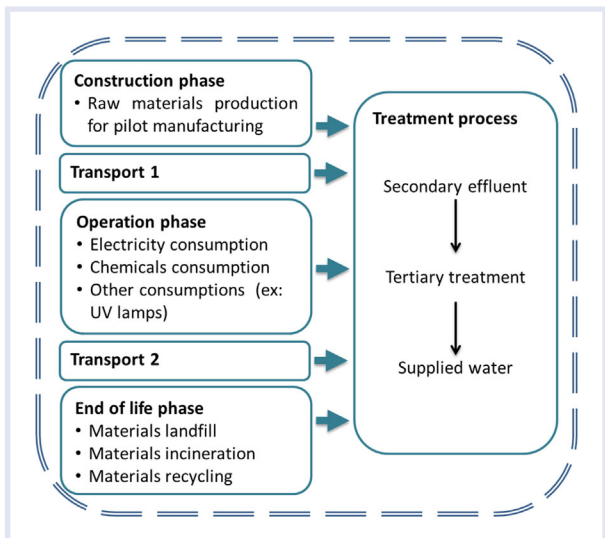 Construction phase
• Raw materials production
for pilot manufacturing
Transport 1
Operation phase
• Electricity consumption
• Chemicals consumption
• Other consumptions (ex:
UV lamps)
Transport 2
End of life phase
• Materials landfill
• Materials incineration
• Materials recycling
Treatment process
Secondary effluent
Tertiary treatment
Supplied water